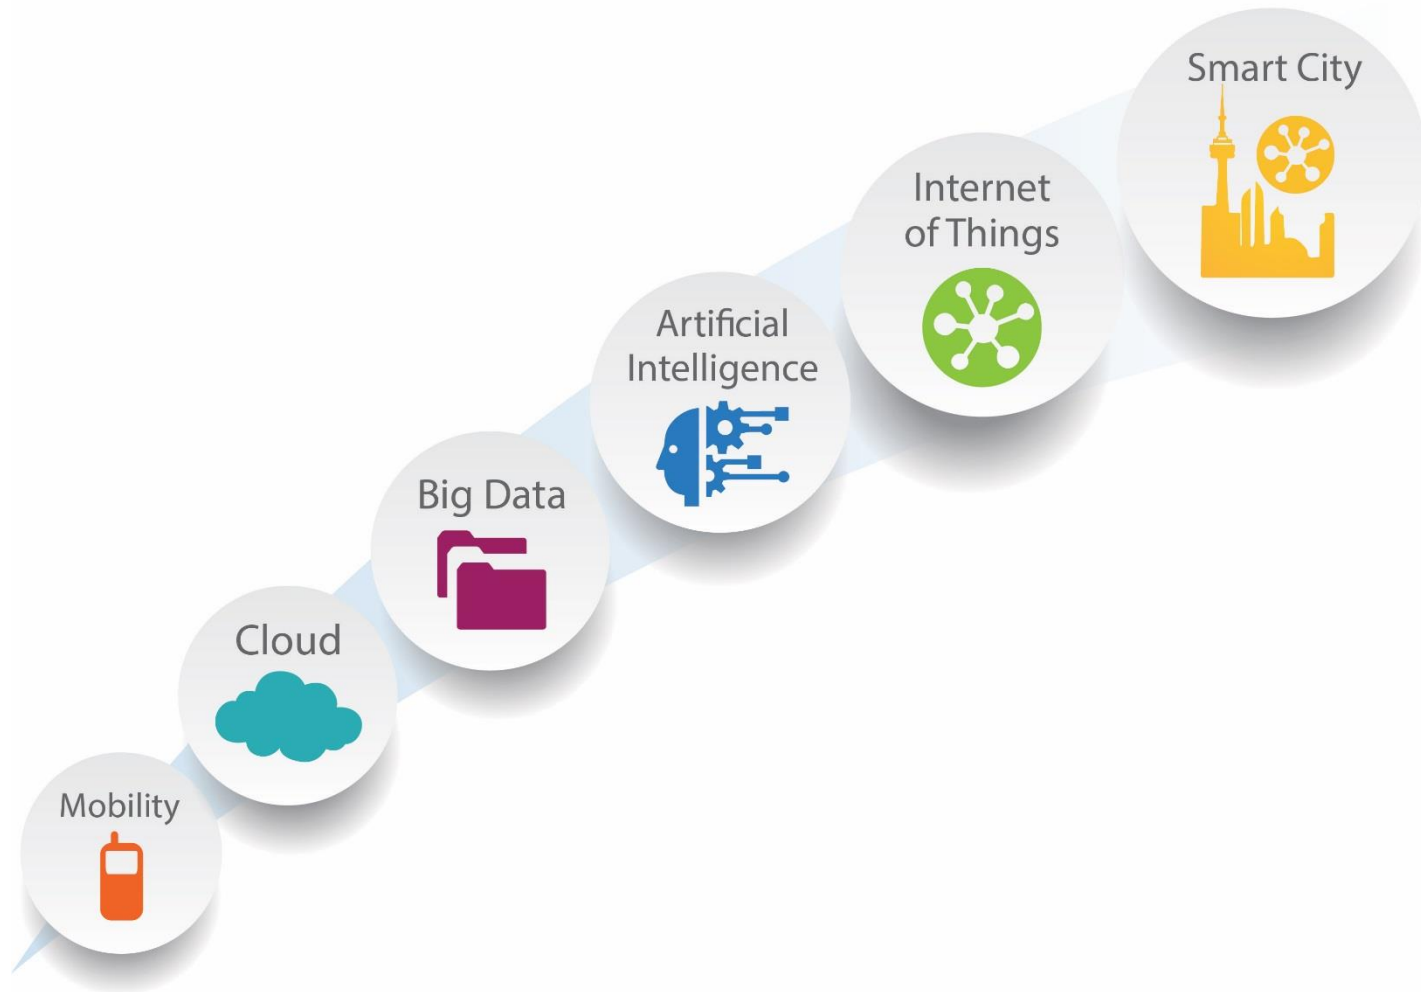 Smart City
Internet
of Things
Artificial
Intelligence
Big Data
Cloud
Mobility